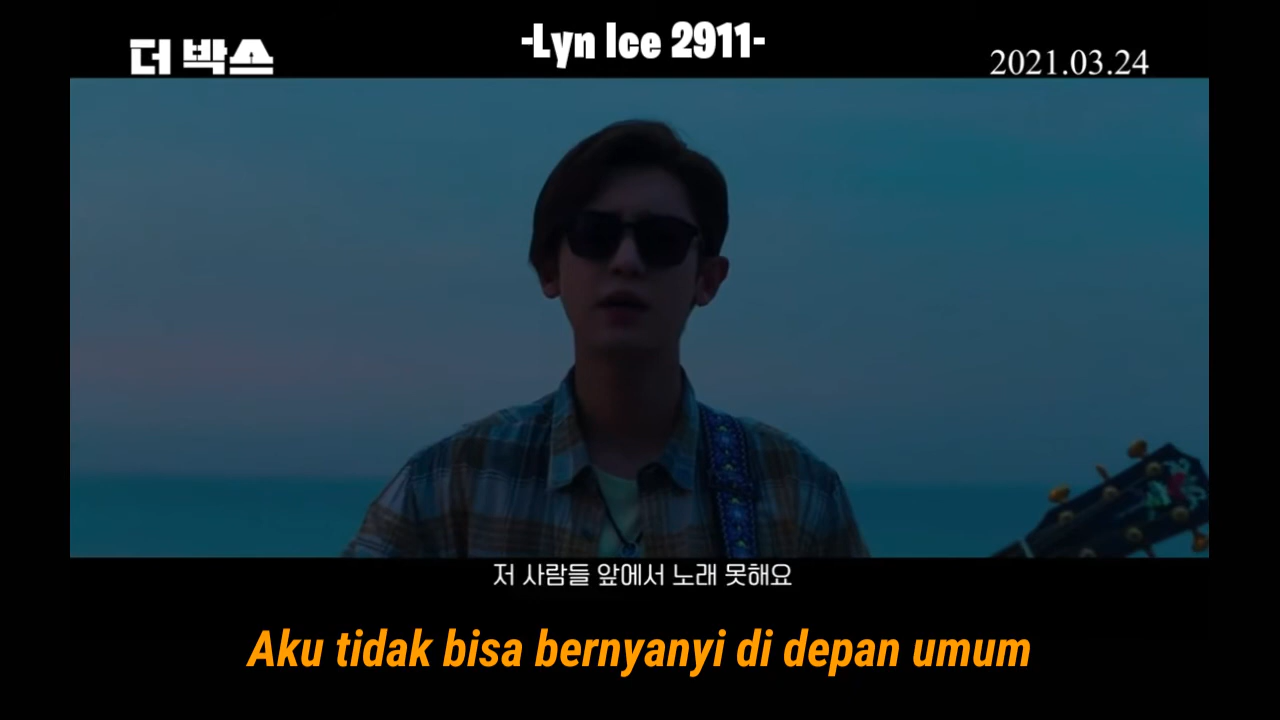 더 박스
-Lyn Ice 2911-
2021.03.24
저 사람들 앞에서 노래 못해요
Aku tidak bisa bernyanyi di depan umum